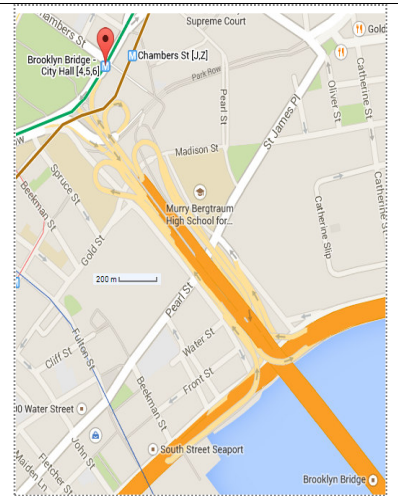 Chambers St
Supreme Court
Gold
Brooklyn Bridge -
City Hall [4,5,6]
M
Chambers St [J,Z]
Park Row
Pearl St
St James Pl
Oliver St
Catherine St
Madison St
Catherine
Spruce St
Beekman St
Murry Bergtraum
High School for...
Catherine Slip
Gold St
200 m
Pearl St
Fulton St
Water St
Cliff St
Front St
Beekman St
Water Street
John St
South Street Seaport
Fletcher St
Maiden Ln
Brooklyn Bridge